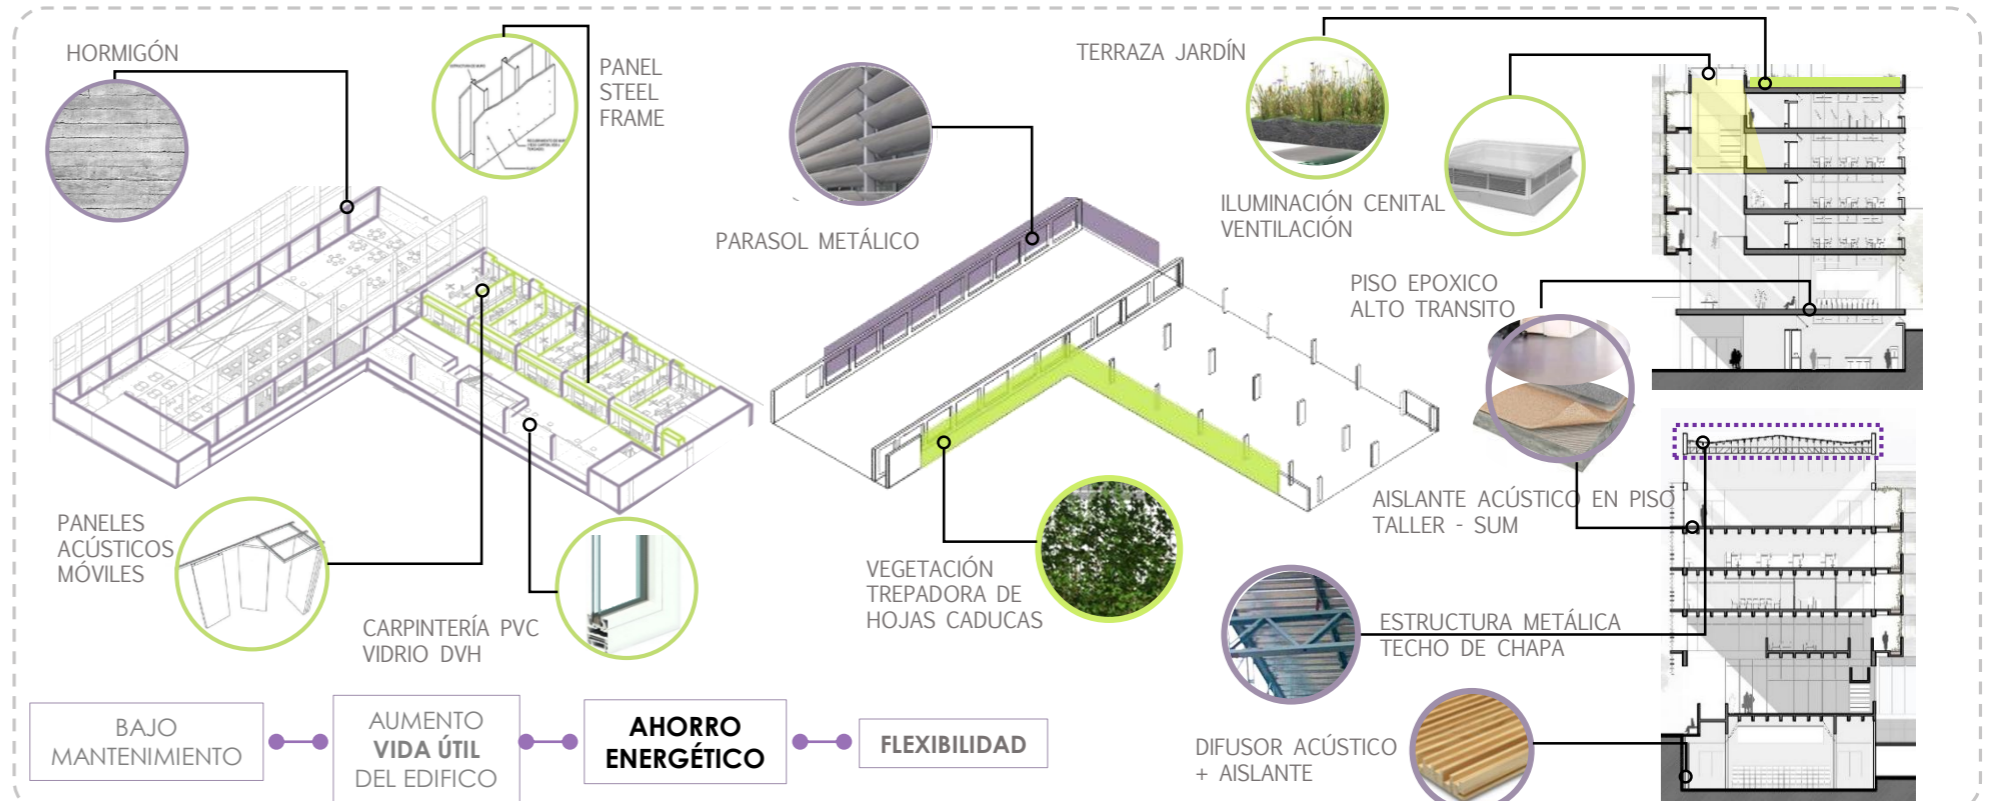 HORMIGÓN
PANEL
STEEL
FRAME
PARASOL METÁLICO
TERRAZA JARDÍN
ILUMINACIÓN CENITAL
VENTILACIÓN
PISO EPOXICO
ALTO TRANSITO
AISLANTE ACÚSTICO EN PISO
TALLER - SUM
PANELES
ACÚSTICOS
MÓVILES
CARPINTERÍA PVC
VIDRIO DVH
VEGETACIÓN
TREPADORA DE
HOJAS CADUCAS
ESTRUCTURA METÁLICA
TECHO DE CHAPA
DIFUSOR ACÚSTICO
+ AISLANTE
BAJO
MANTENIMIENTO
AUMENTO
VIDA ÚTIL
DEL EDIFICO
AHORRO
ENERGÉTICO
FLEXIBILIDAD